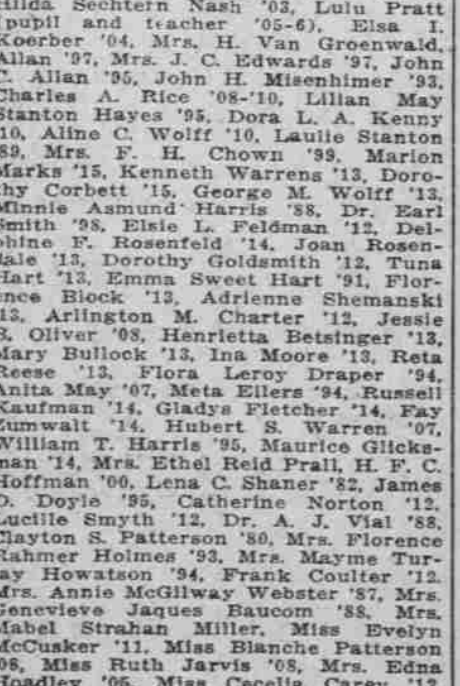 Hilda Sechtern Nash '03, Lulu Pratt
(pupil and teacher '05-6), Elsa I.
Koerber '04, Mrs. H. Van Groenwald,
Allan '97, Mrs. J. C. Edwards '97, John
C. Allan '95, John H. Misenhimer '93,
Charles A. Rice '08-'10, Lilian May
Stanton Hayes '95, Dora L. A. Kenny
'10, Aline C. Wolff '10, Laulie Stanton
'89, Mrs. F. H. Chown '99, Marion
Marks '15, Kenneth Warrens '13, Doro-
thy Corbett '15, George M. Wolff '13,
Minnie Asmund Harris '88, Dr. Earl
Smith '98, Elsie L. Feldman '12, Del-
phine F. Rosenfeld '14, Joan Rosen-
dale '13, Dorothy Goldsmith '12, Tuna
Hart '13, Emma Sweet Hart '91, Flor-
ence Block '13, Adrienne Shemanski
'13, Arlington M. Charter '12, Jessie
S. Oliver '08, Henrietta Betsinger '13,
Mary Bullock '13, Ina Moore '13, Reta
Reese '13, Flora Leroy Draper '94,
Anita May '07, Meta Eilers '94, Russell
Kaufman '14, Gladys Fletcher '14, Fay
Zumwalt '14, Hubert S. Warren '07,
William T. Harris '95, Maurice Glicks-
man '14, Mrs. Ethel Reid Prall, H. F. C.
Hoffman '00, Lena C. Shaner '82, James
D. Doyle '95, Catherine Norton '12,
Lucille Smyth '12, Dr. A. J. Vial '88,
Clayton S. Patterson '80, Mrs. Florence
Rahmer Holmes '93, Mrs. Mayme Tur-
ay Howatson '94, Frank Coulter '12,
Mrs. Annie McGilway Webster '87, Mrs.
Genevieve Jaques Baucom '88, Mrs.
Mabel Strahan Miller, Miss Evelyn
McCusker '11, Miss Blanche Patterson
'06, Miss Ruth Jarvis '08, Mrs. Edna
Hoadley '05, Miss Cecelia Carey '12